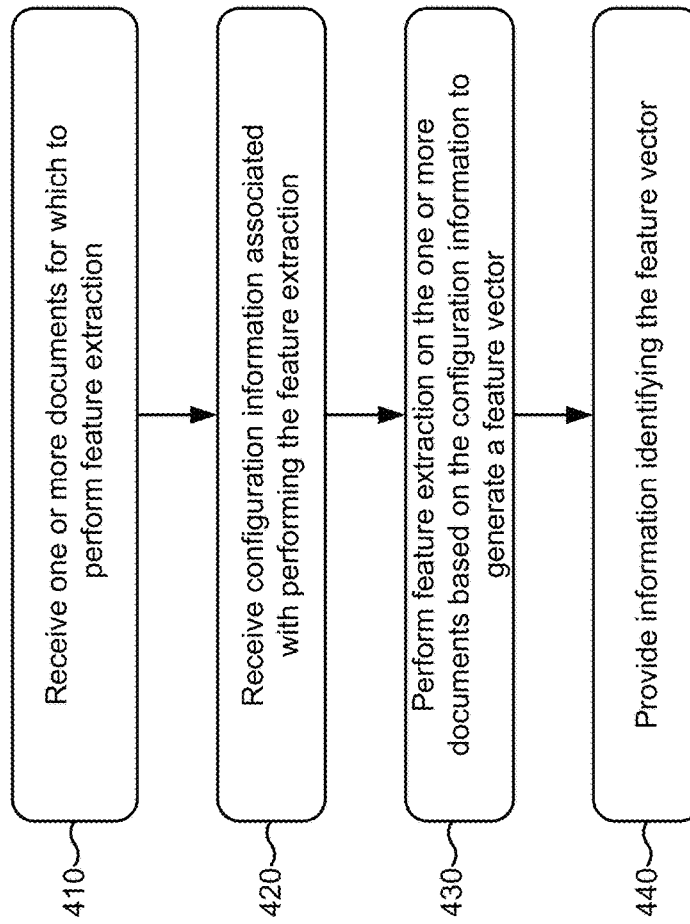 410
Receive one or more documents for which to
perform feature extraction
420
Receive configuration information associated
with performing the feature extraction
430
Perform feature extraction on the one or more
documents based on the configuration information to
generate a feature vector
440
Provide information identifying the feature vector